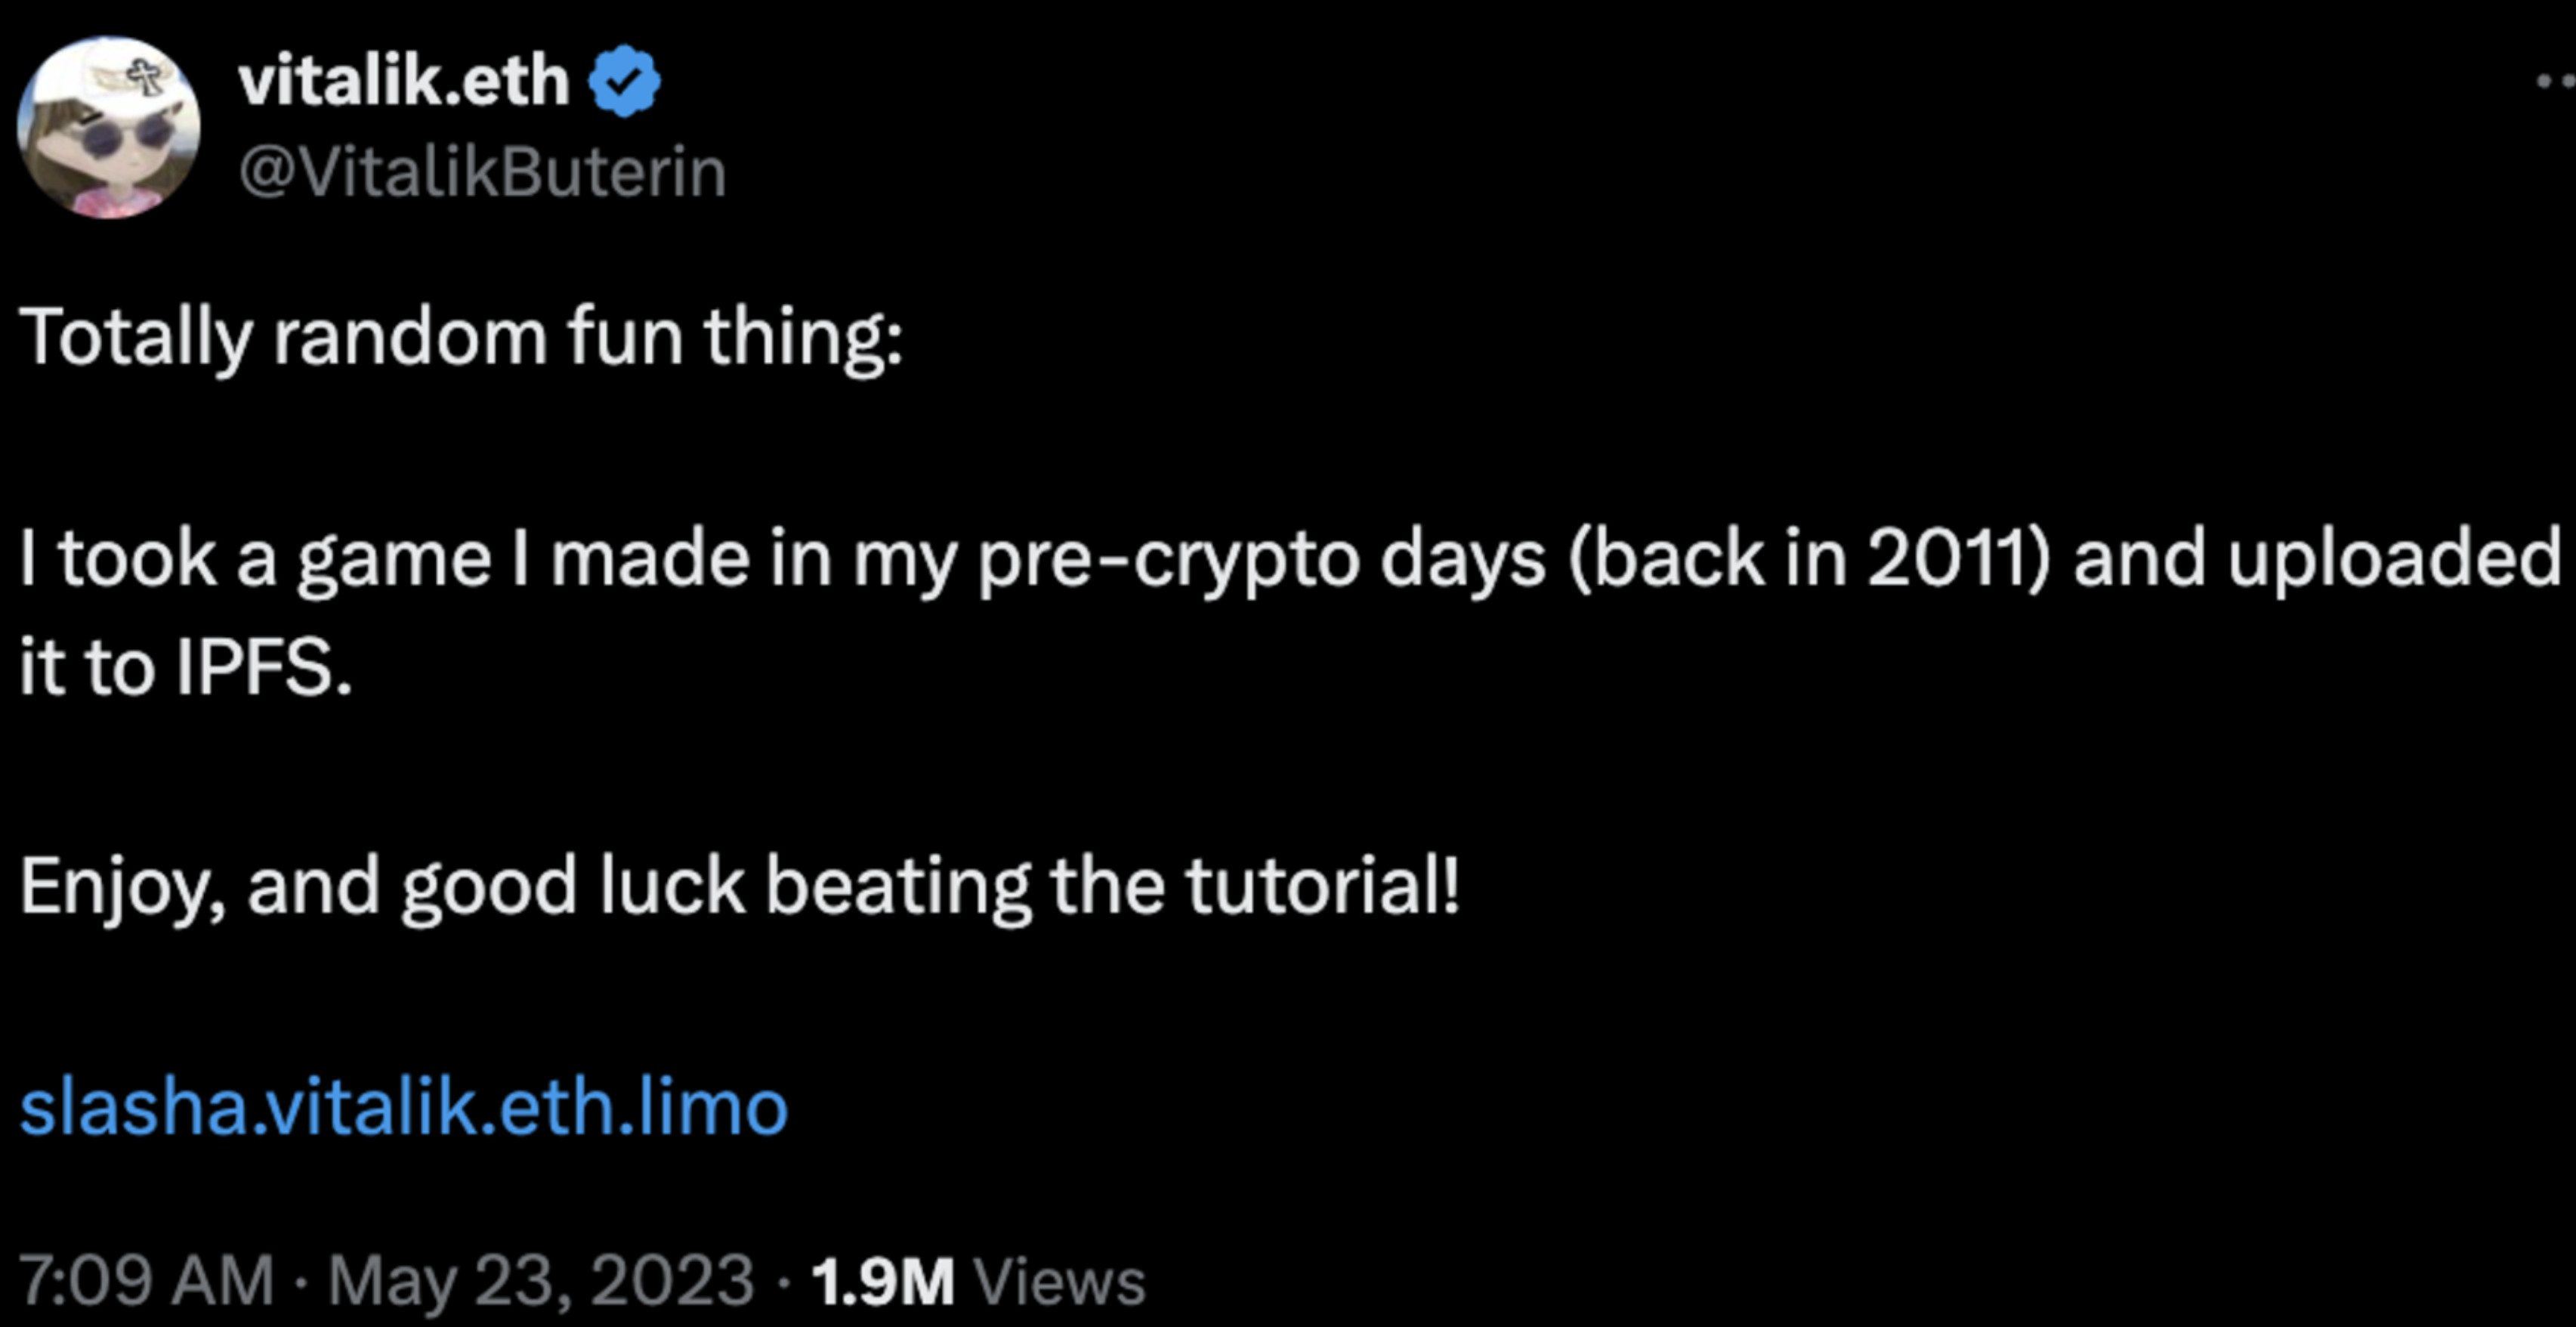 vitalik.eth
@VitalikButerin
Totally random fun thing:
I took a game I made in my pre-crypto days (back in 2011) and uploaded
it to IPFS.
Enjoy, and good luck beating the tutorial!
slasha.vitalik.eth.limo
7:09 AM · May 23, 2023 · 1.9M Views